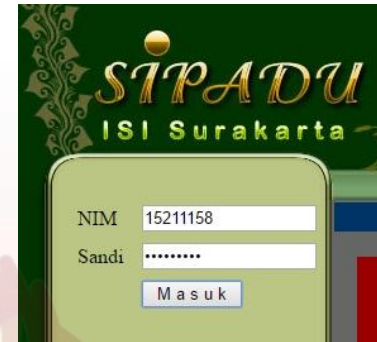 SIPADU
ISI Surakarta
NIM 15211158
Sandi •••••••••
Masuk